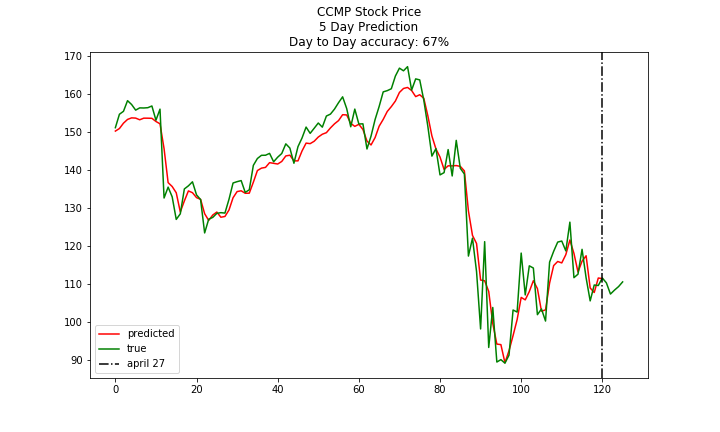 CCMP Stock Price
5 Day Prediction
Day to Day accuracy: 67%
170
160
150
140
130
120
110
100
90
predicted
true
april 27
0 20 40 60 80 100 120